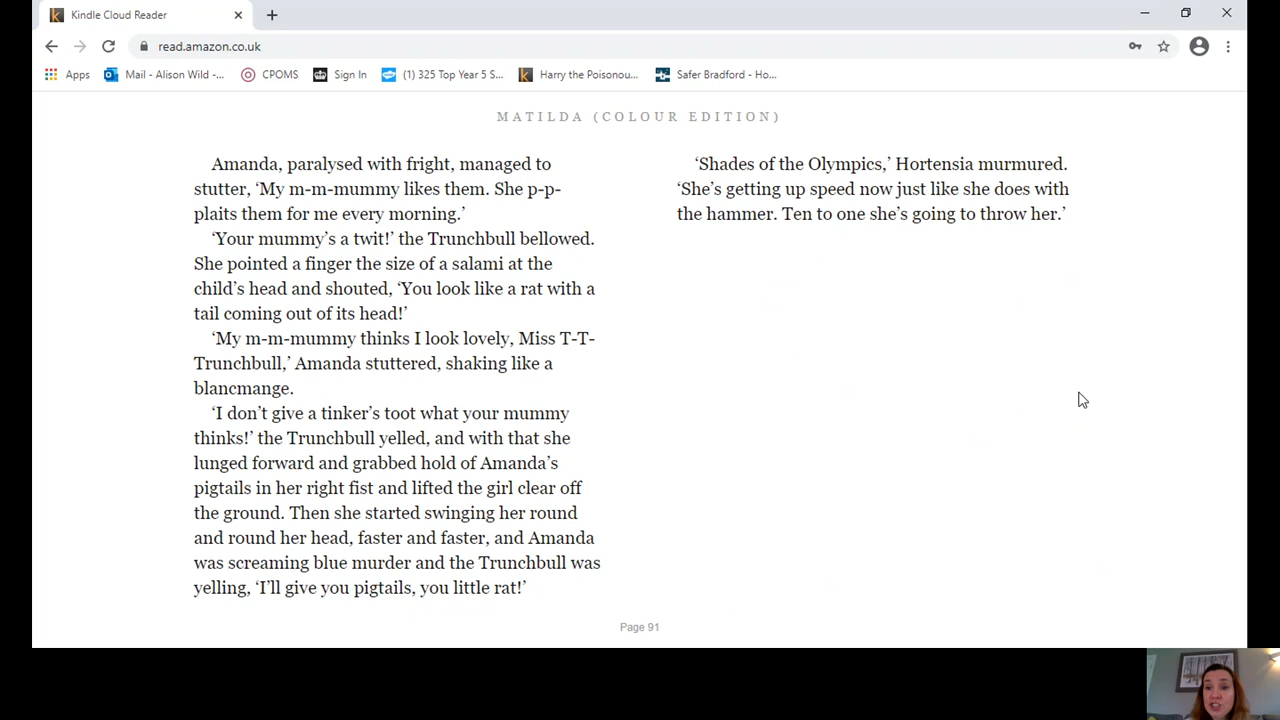 Kindle Cloud Reader
read.amazon.co.uk
Apps
Mail - Alison Wild -...
CPOMS
Sign In
(1) 325 Top Year 5 S...
Harry the Poisonou...
Safer Bradford - Ho...
MATILDA (COLOUR EDITION)
Amanda, paralysed with fright, managed to
stutter, ‘My m-m-mummy likes them. She p-p-
plaits them for me every morning.’
‘Your mummy’s a twit!’ the Trunchbull bellowed.
She pointed a finger the size of a salami at the
child’s head and shouted, ‘You look like a rat with a
tail coming out of its head!’
‘My m-m-mummy thinks I look lovely, Miss T-T-
Trunchbull,’ Amanda stuttered, shaking like a
blancmange.
‘I don’t give a tinker’s toot what your mummy
thinks!’ the Trunchbull yelled, and with that she
lunged forward and grabbed hold of Amanda’s
pigtails in her right fist and lifted the girl clear off
the ground. Then she started swinging her round
and round her head, faster and faster, and Amanda
was screaming blue murder and the Trunchbull was
yelling, ‘I’ll give you pigtails, you little rat!’
‘Shades of the Olympics,’ Hortensia murmured.
‘She’s getting up speed now just like she does with
the hammer. Ten to one she’s going to throw her.’
Page 91